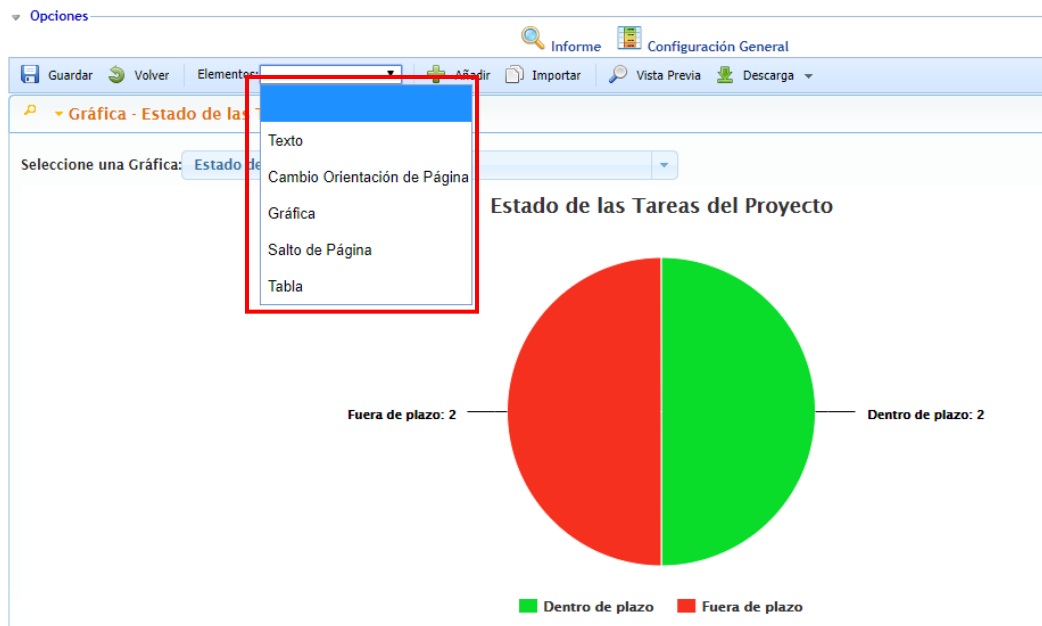 Opciones
Informe Configuración General
Guardar Volver Elementos: Añadir Importar Vista Previa Descarga
Gráfica - Estado de las
Texto
Seleccione una Gráfica: Estado
Cambio Orientación de Página
Estado de las Tareas del Proyecto
Gráfica
Salto de Página
Tabla
Fuera de plazo: 2
Dentro de plazo: 2
Dentro de plazo Fuera de plazo